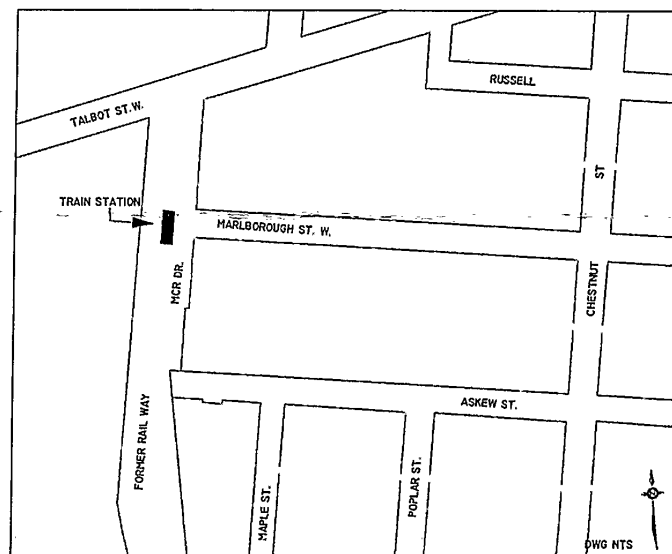 RUSSELL
TALBOT ST.W.
ST
TRAIN STATION
MARLBOROUGH ST. W.
MCR DR.
CHESTNUT
FORMER RAIL WAY
ASKEW ST.
MAPLE ST.
POPLAR ST.
DWG NTS